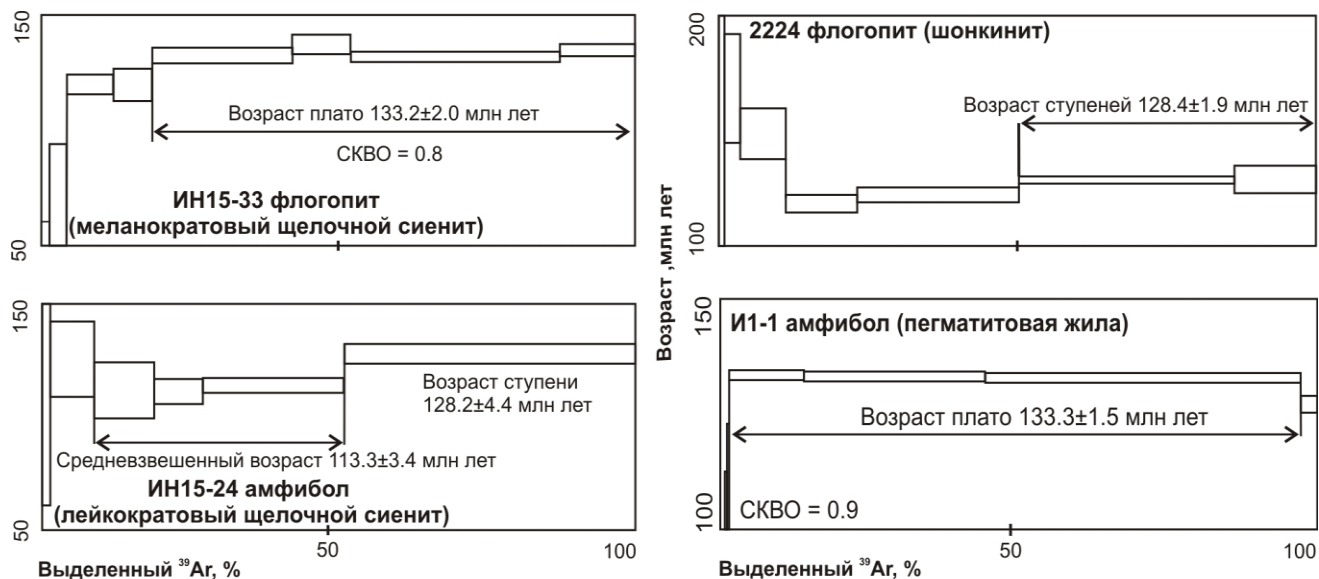 150
Возраст плато 133.2±2.0 млн лет
СКВО = 0.8
ИН15-33 флогопит
(меланократовый щелочной сиенит)
50
200
2224 флогопит (шонкинит)
Возраст ступеней 128.4±1.9 млн лет
100
Возраст ,млн лет
150
Возраст ступени
128.2±4.4 млн лет
Средневзвешенный возраст 113.3±3.4 млн лет
ИН15-24 амфибол
(лейкократовый щелочной сиенит)
50
50
100
Выделенный ³⁹Ar, %
150
И1-1 амфибол (пегматитовая жила)
Возраст плато 133.3±1.5 млн лет
СКВО = 0.9
100
50
100
Выделенный ³⁹Ar, %